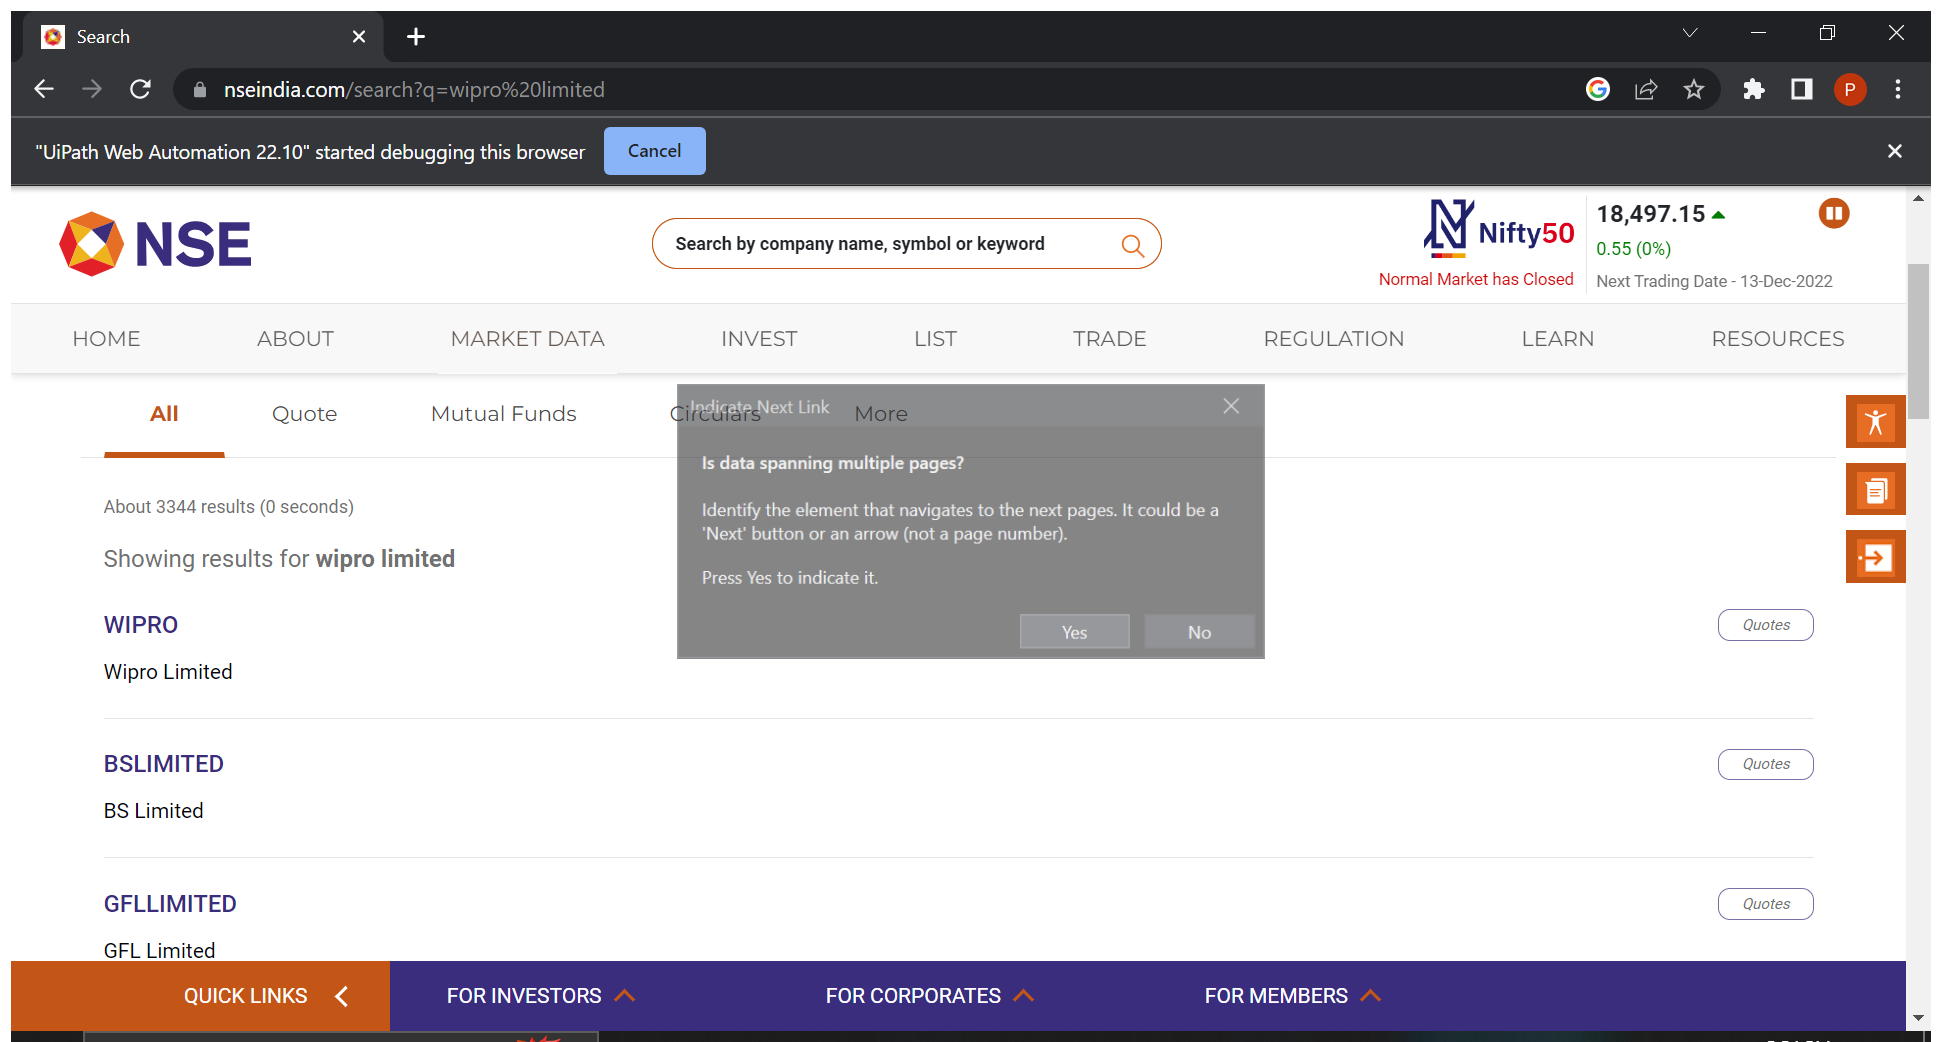 Search
nseindia.com/search?q=wipro%20limited
P
"UiPath Web Automation 22.10" started debugging this browser
Cancel
NSE
Search by company name, symbol or keyword
Nifty50
Normal Market has Closed
18,497.15
0.55 (0%)
Next Trading Date - 13-Dec-2022
HOME ABOUT MARKET DATA INVEST LIST TRADE REGULATION LEARN RESOURCES
All Quote Mutual Funds Circulars More
Indicate Next Link
Is data spanning multiple pages?
Identify the element that navigates to the next pages. It could be a
'Next' button or an arrow (not a page number).
Press Yes to indicate it.
Yes No
About 3344 results (0 seconds)
Showing results for wipro limited
WIPRO Quotes
Wipro Limited
BSLIMITED Quotes
BS Limited
GFLLIMITED Quotes
GFL Limited
QUICK LINKS FOR INVESTORS FOR CORPORATES FOR MEMBERS